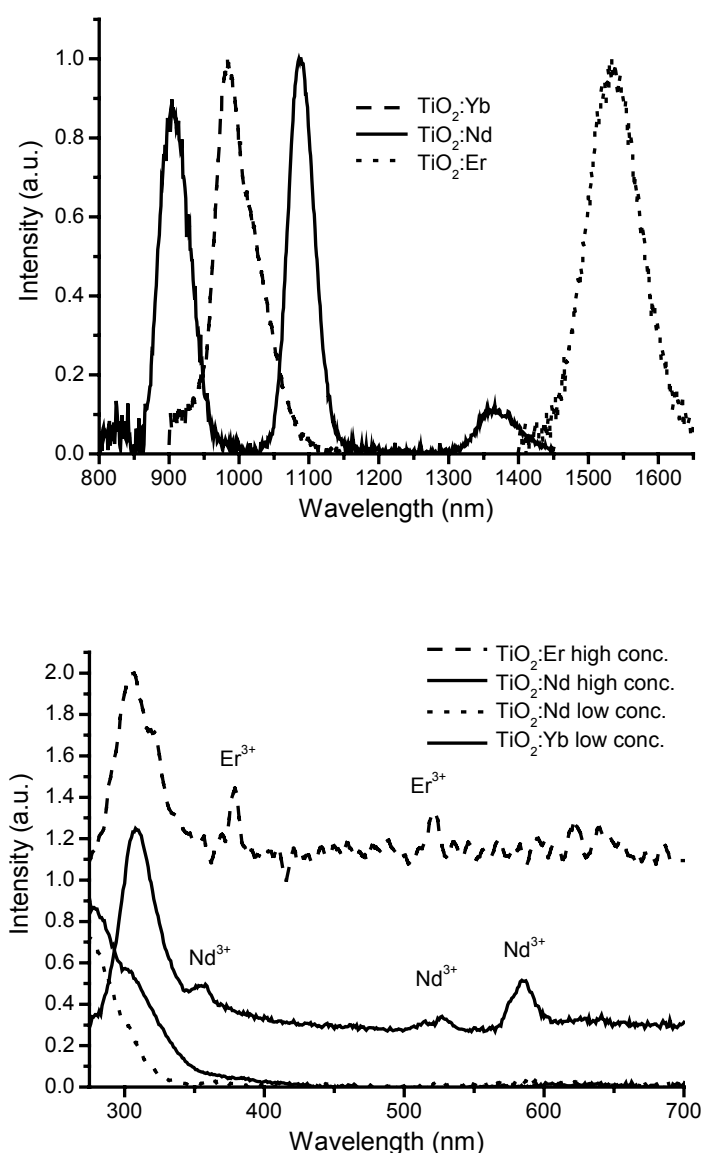 1.0
0.8
0.6
0.4
0.2
0.0
Intensity (a.u.)
TiO₂:Yb
TiO₂:Nd
TiO₂:Er
800 900 1000 1100 1200 1300 1400 1500 1600
Wavelength (nm)
2.0
1.8
1.6
1.4
1.2
1.0
0.8
0.6
0.4
0.2
0.0
Intensity (a.u.)
TiO₂:Er high conc.
TiO₂:Nd high conc.
TiO₂:Nd low conc.
TiO₂:Yb low conc.
Er³⁺
Er³⁺
Nd³⁺
Nd³⁺
Nd³⁺
300 400 500 600 700
Wavelength (nm)